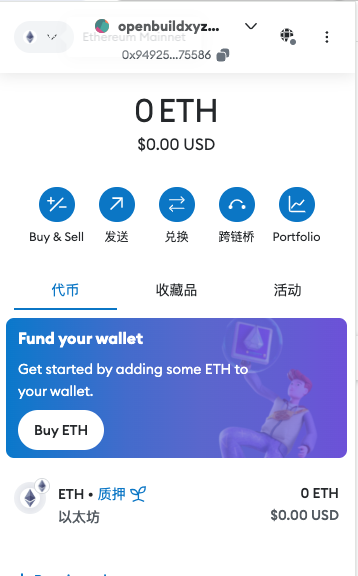 openbuildxyz...
Ethereum Mainnet
0x94925...75586
0 ETH
$0.00 USD
Buy & Sell
发送
兑换
跨链桥
Portfolio
代币
收藏品
活动
Fund your wallet
Get started by adding some ETH to
your wallet.
Buy ETH
ETH • 质押
0 ETH
以太坊
$0.00 USD